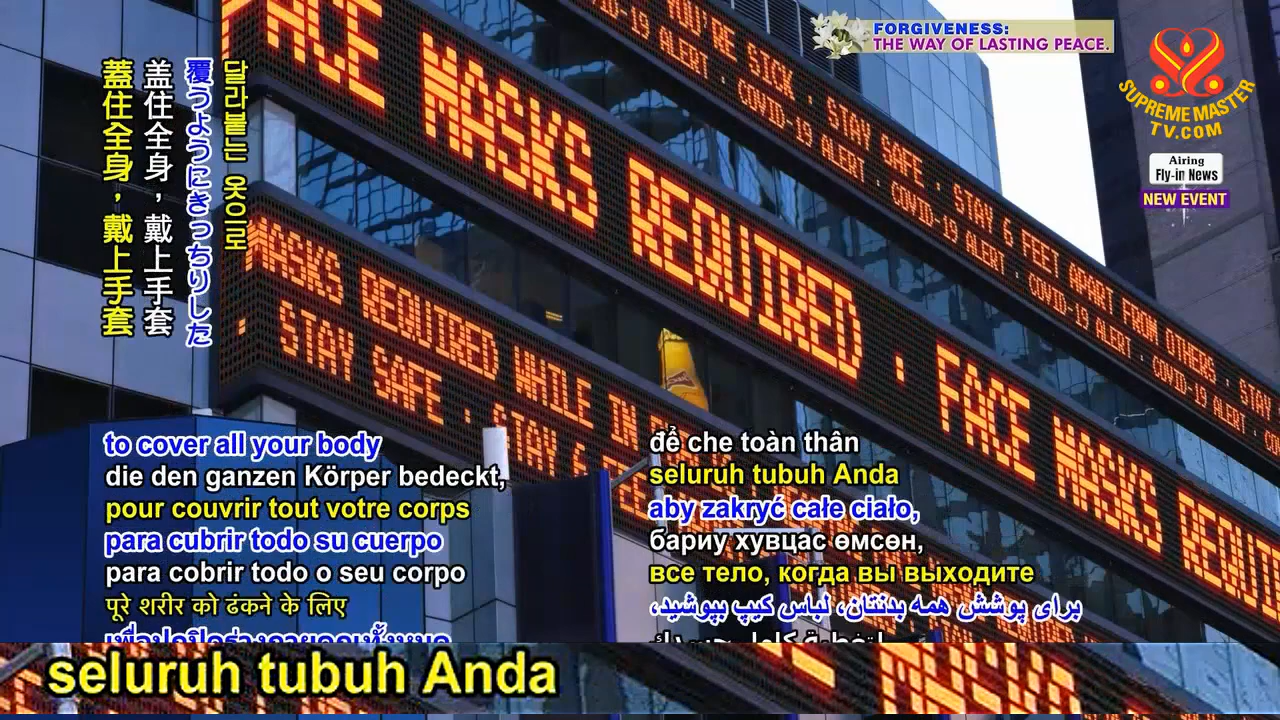 FACE MASKS REQUIRED · FACE MASKS
YOU'RE SICK · STAY SAFE · STAY 6 FEET APART FROM OTHERS · STAY
COVID-19 ALERT · COVID-19 ALERT · COVID-19 ALERT · COVID-19 ALERT
MASKS REQUIRED WHILE IN
· STAY SAFE · STAY 6 FEET
FORGIVENESS:
THE WAY OF LASTING PEACE.
SUPREME MASTER
TV.COM
Airing
Fly-in News
NEW EVENT
달라붙는 옷으로
覆うようにきっちりした
盖住全身，戴上手套
蓋住全身，戴上手套
to cover all your body
die den ganzen Körper bedeckt,
pour couvrir tout votre corps
para cubrir todo su cuerpo
para cobrir todo o seu corpo
पूरे शरीर को ढंकने के लिए
để che toàn thân
seluruh tubuh Anda
aby zakryć całe ciało,
бариу хувцас өмсөн,
все тело, когда вы выходите
برای پوشش همه بدنتان، لباس کیپ بپوشید،
seluruh tubuh Anda